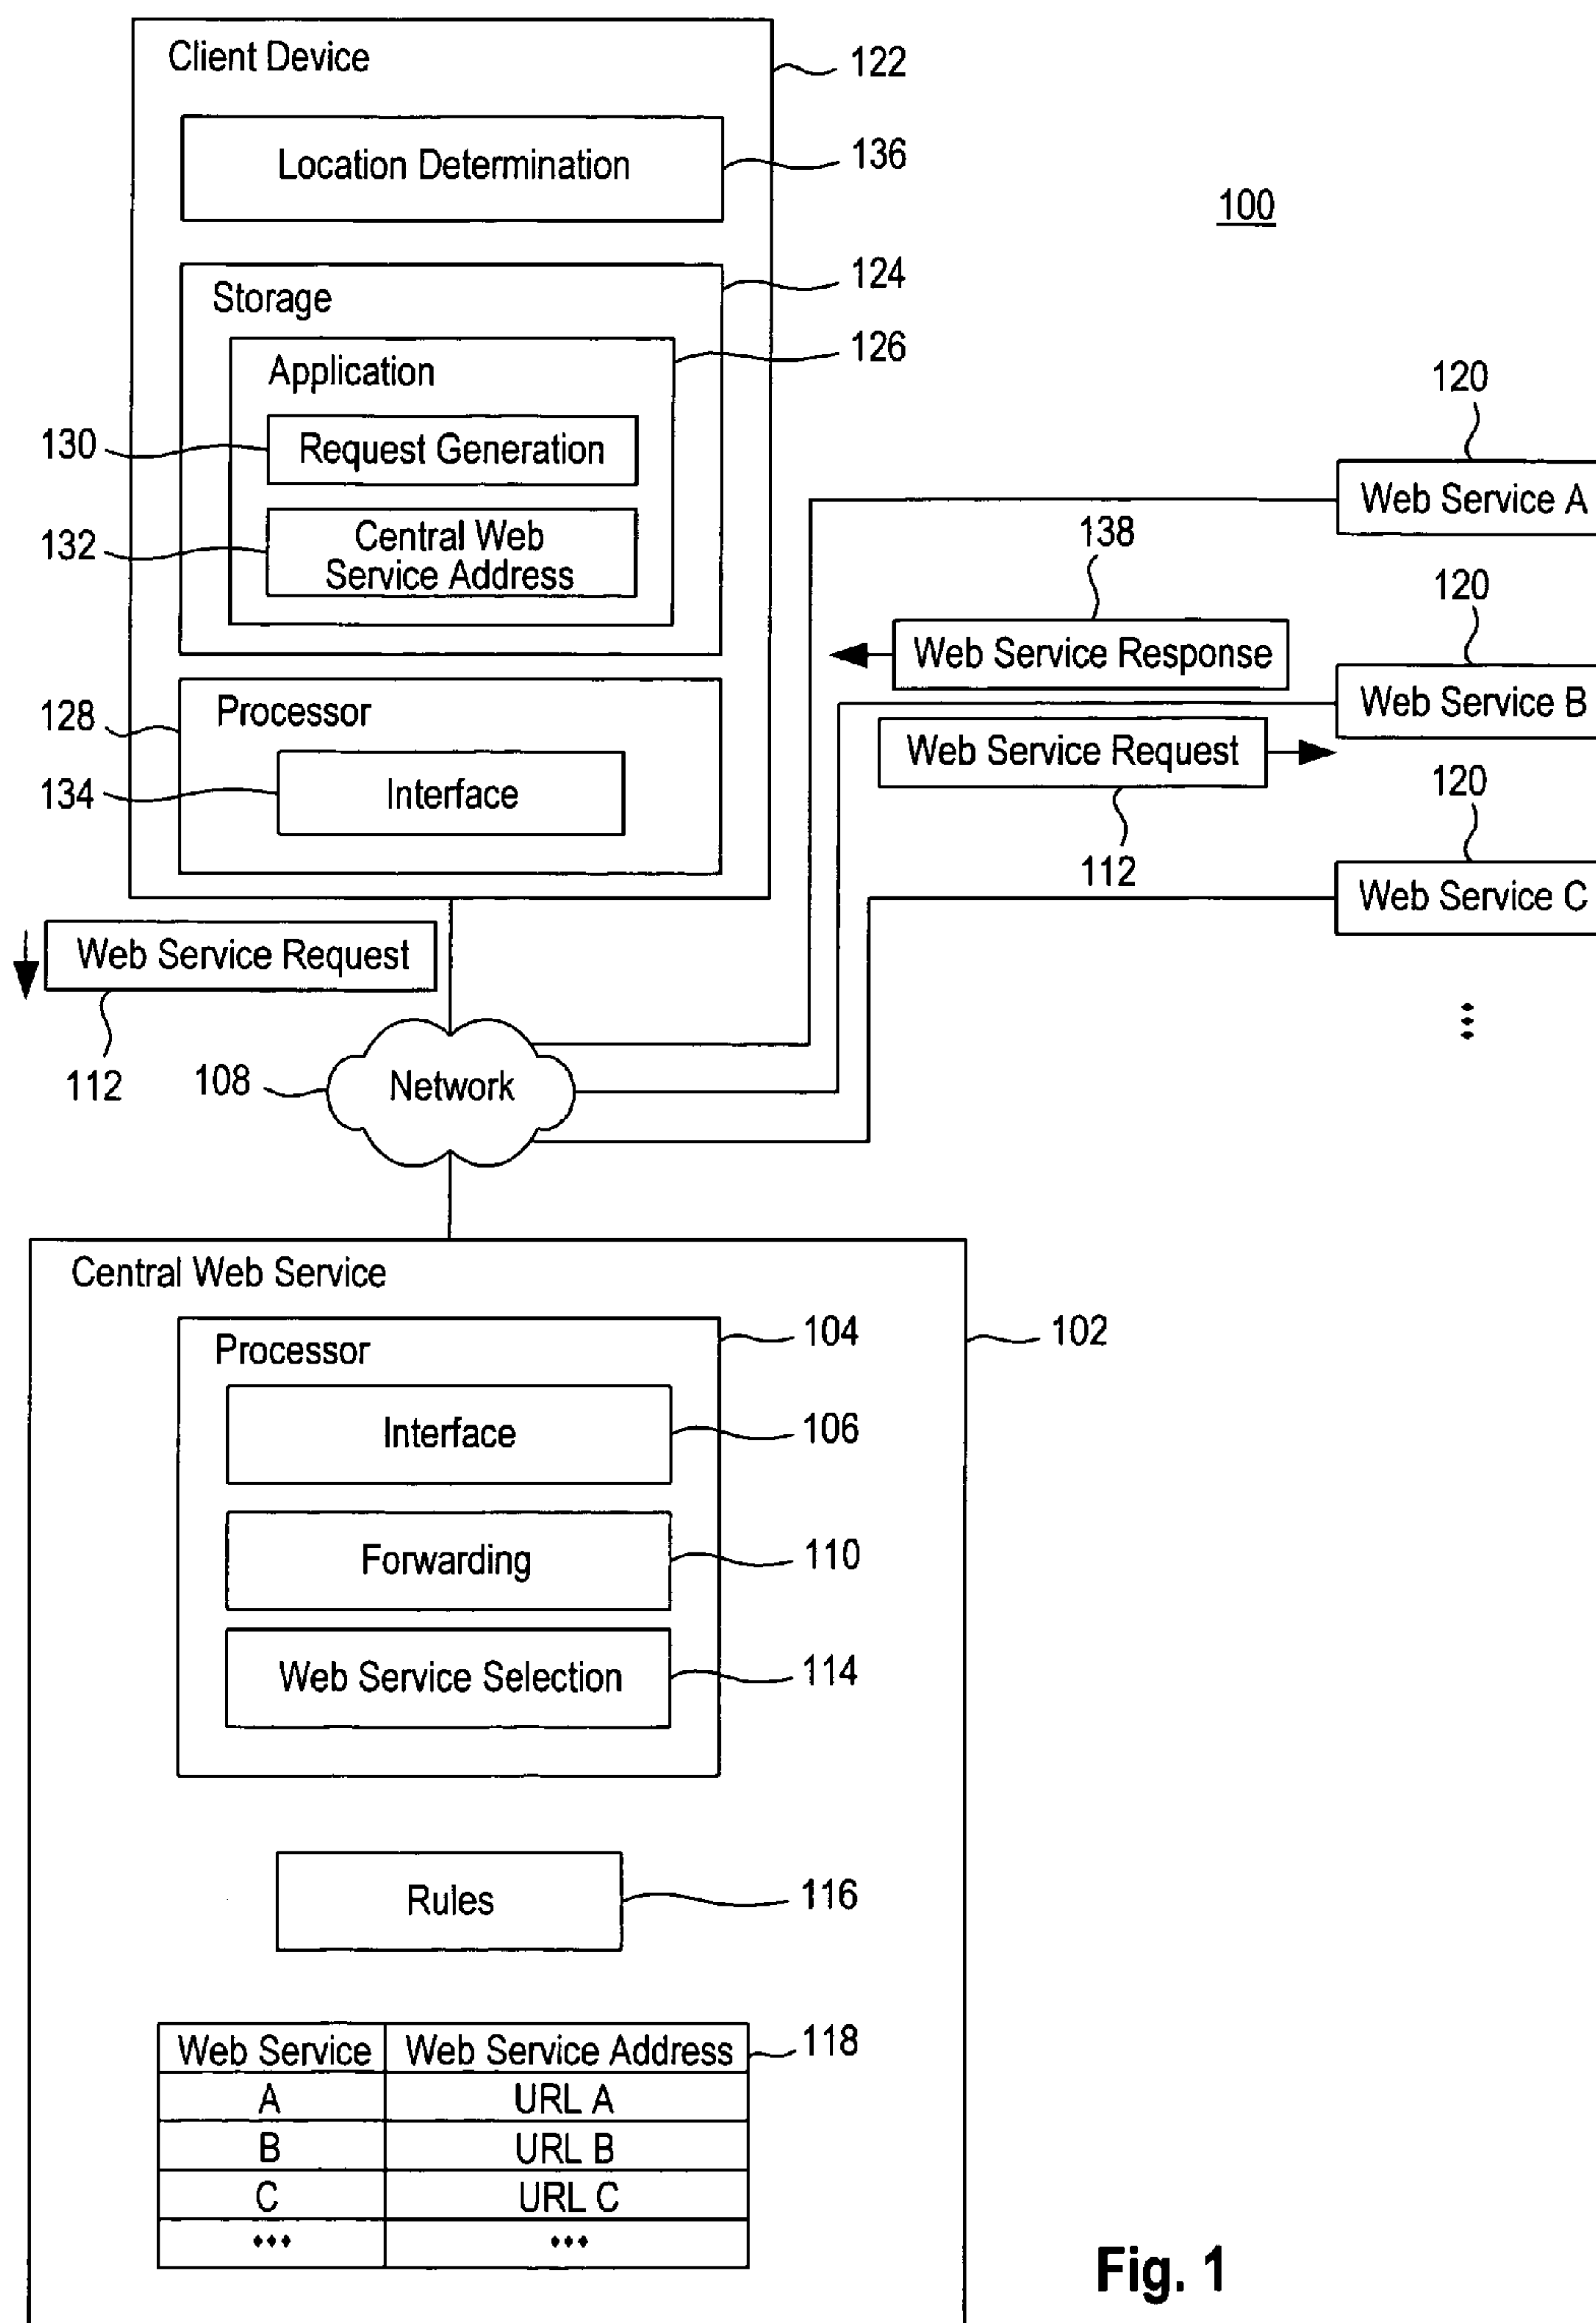 Client Device
122
Location Determination
136
100
Storage
124
Application
126
130
Request Generation
132
Central Web
Service Address
120
Web Service A
138
Web Service Response
120
Web Service B
128
Processor
Web Service Request
112
134
Interface
120
Web Service C
Web Service Request
112
108
Network
Central Web Service
102
Processor
104
Interface
106
Forwarding
110
Web Service Selection
114
Rules
116
Web Service Web Service Address
118
A URL A
B URL B
C URL C
... ...
Fig. 1